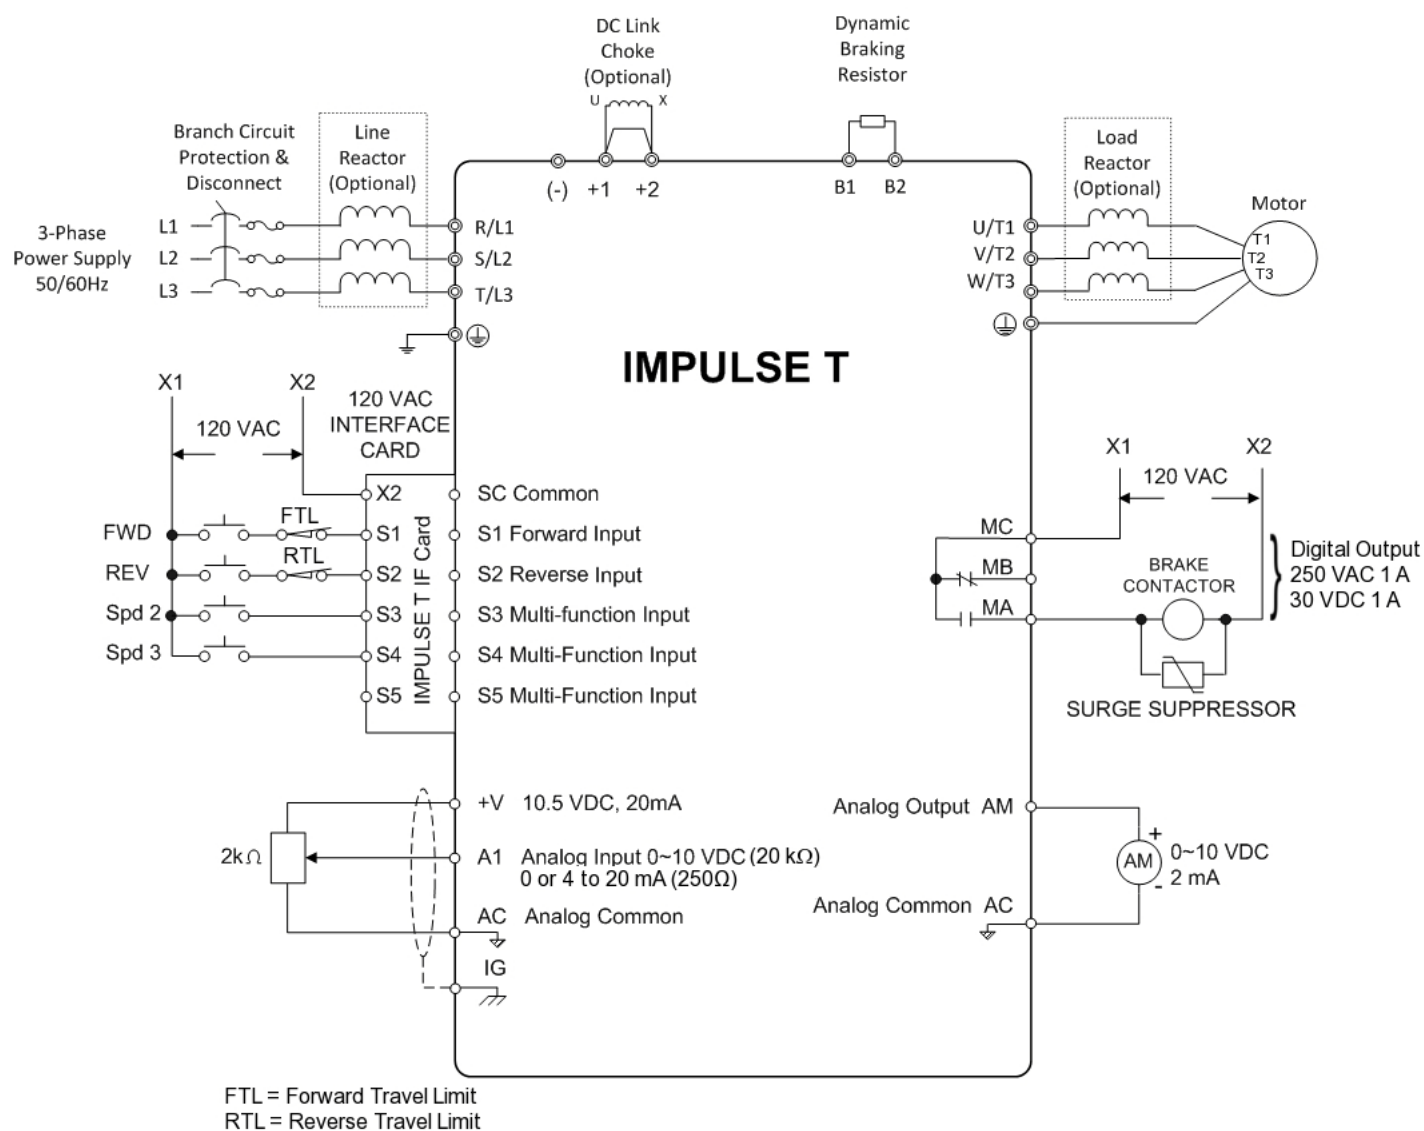 DC Link
Choke
(Optional)
U X
Dynamic
Braking
Resistor
Branch Circuit
Protection &
Disconnect
Line
Reactor
(Optional)
Load
Reactor
(Optional)
Motor
(-) +1 +2
B1 B2
3-Phase
Power Supply
50/60Hz
L1
L2
L3
R/L1
S/L2
T/L3
U/T1
V/T2
W/T3
T1
T2
T3
IMPULSE T
X1 X2
120 VAC
120 VAC
INTERFACE
CARD
IMPULSE T IF Card
X2
SC Common
FWD
FTL
S1
S1 Forward Input
REV
RTL
S2
S2 Reverse Input
Spd 2
S3
S3 Multi-function Input
Spd 3
S4
S4 Multi-Function Input
S5
S5 Multi-Function Input
X1 X2
120 VAC
MC
MB
MA
BRAKE
CONTACTOR
Digital Output
250 VAC 1 A
30 VDC 1 A
SURGE SUPPRESSOR
+V 10.5 VDC, 20mA
2kΩ
A1 Analog Input 0~10 VDC (20 kΩ)
0 or 4 to 20 mA (250Ω)
AC Analog Common
IG
Analog Output AM
+
AM
-
0~10 VDC
2 mA
Analog Common AC
FTL = Forward Travel Limit
RTL = Reverse Travel Limit